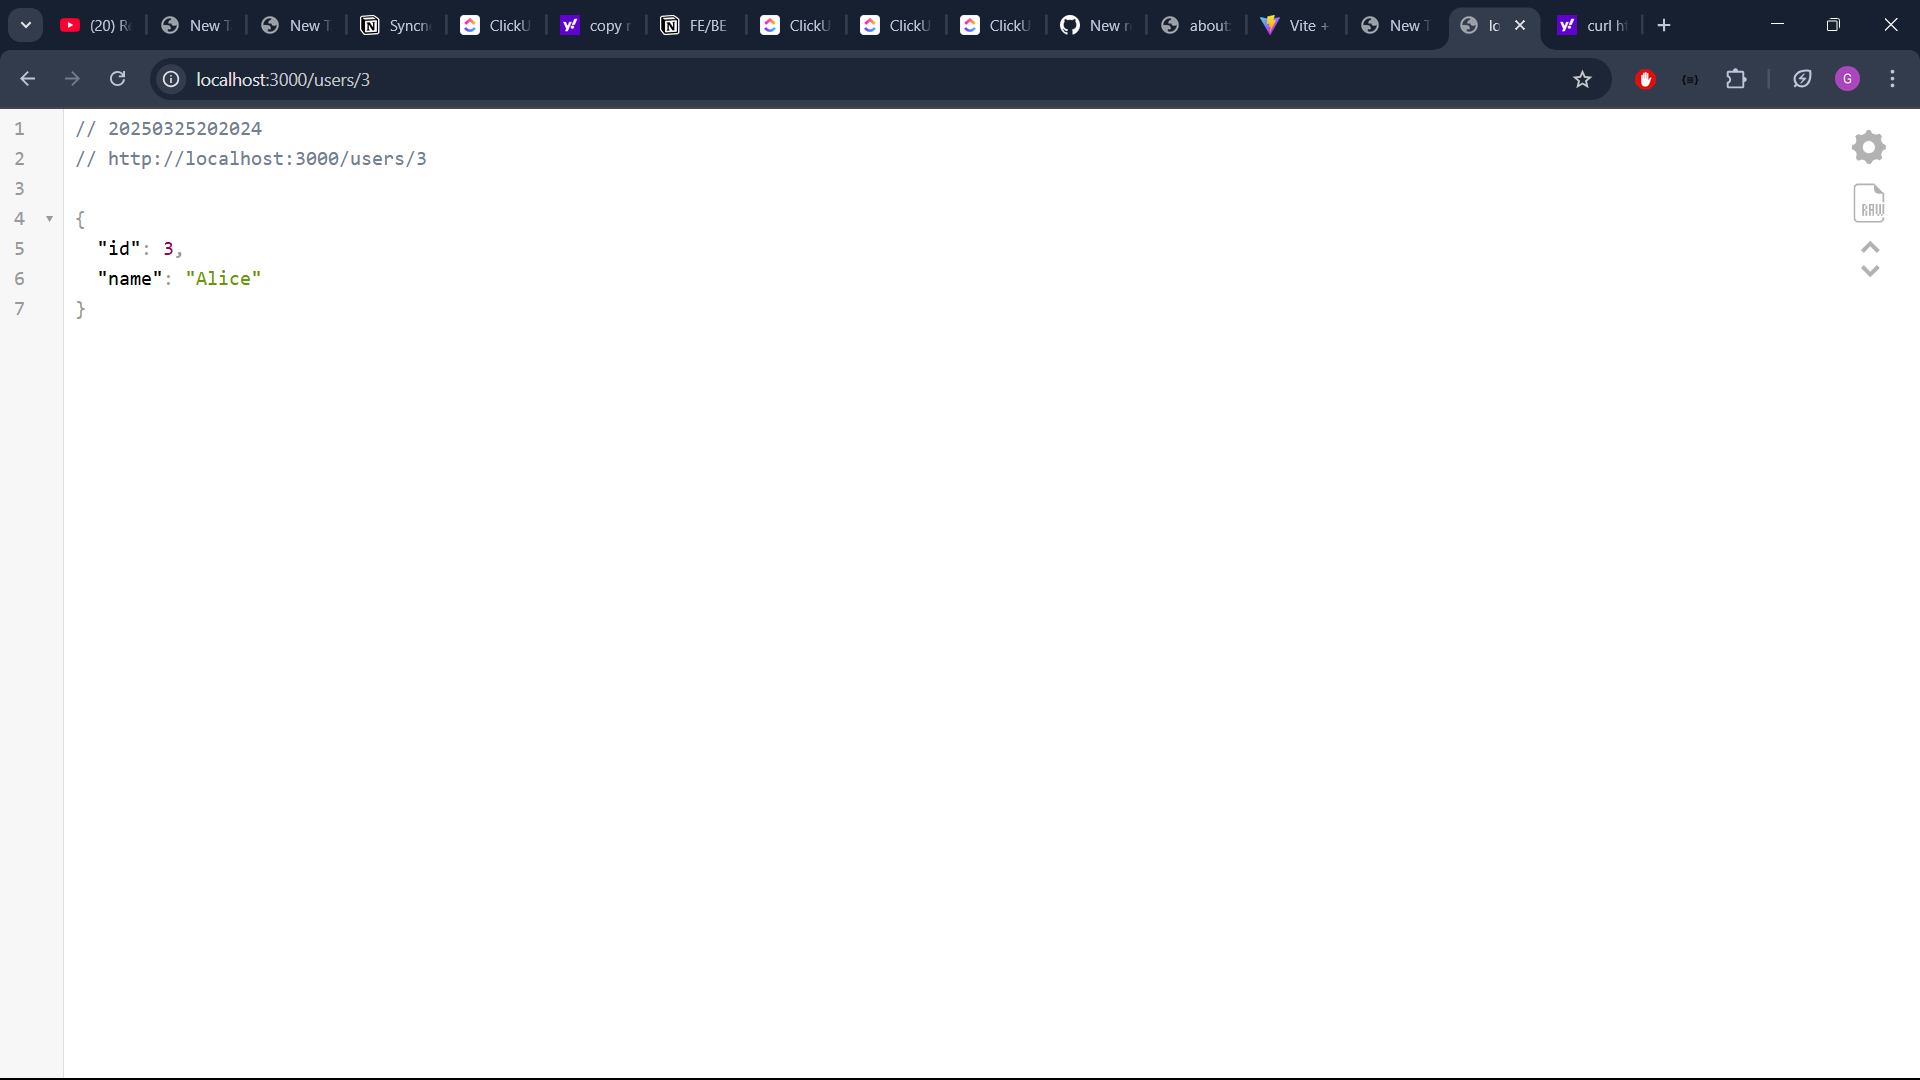 (20) R
New T
New T
Syncn
ClickU
copy r
FE/BE
ClickU
ClickU
ClickU
New r
about:
Vite +
New T
lo
curl ht
localhost:3000/users/3
G
1 // 20250325202024
2 // http://localhost:3000/users/3
3
4 {
5 "id": 3,
6 "name": "Alice"
7 }
RAW